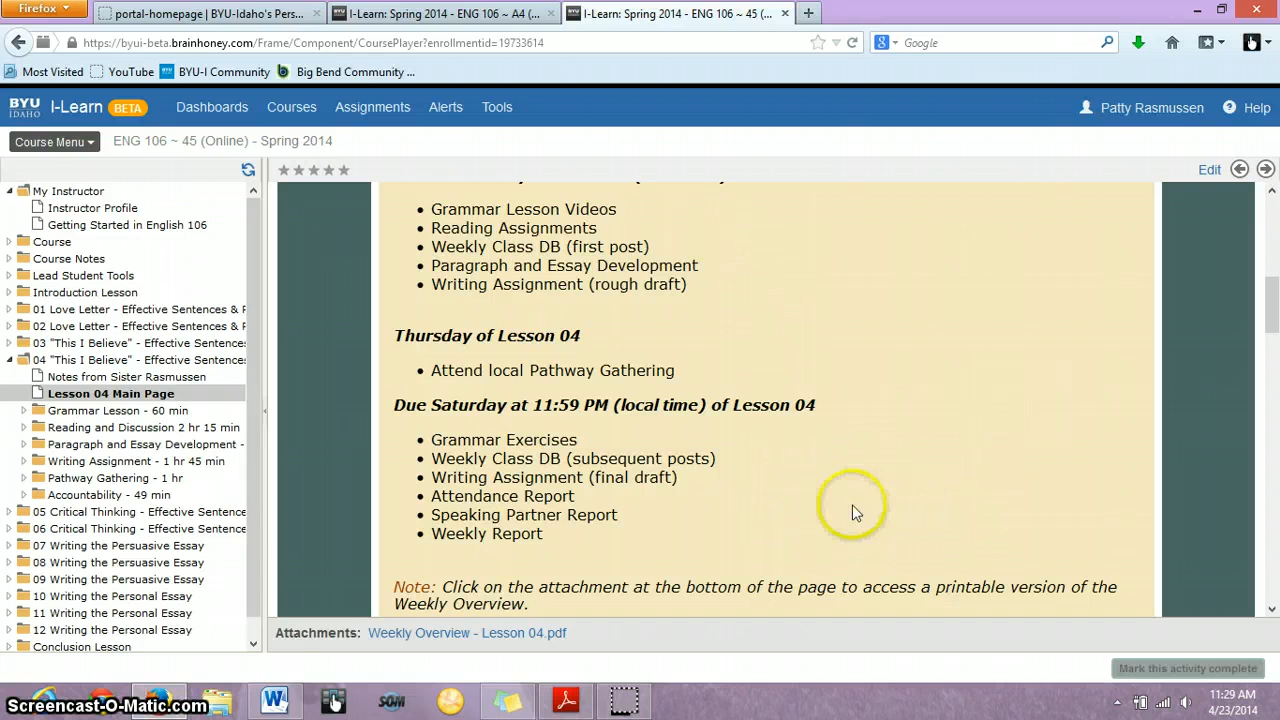 Firefox
portal-homepage | BYU-Idaho's Pers...
I-Learn: Spring 2014 - ENG 106 ~ A4 (...
I-Learn: Spring 2014 - ENG 106 ~ 45 (...
https://byui-beta.brainhoney.com/Frame/Component/CoursePlayer?enrollmentid=19733614
Google
Most Visited
YouTube
BYU-I Community
Big Bend Community ...
BYU
IDAHO
I-Learn
BETA
Dashboards
Courses
Assignments
Alerts
Tools
Patty Rasmussen
Help
Course Menu
ENG 106 ~ 45 (Online) - Spring 2014
Edit
My Instructor
Instructor Profile
Getting Started in English 106
Course
Course Notes
Lead Student Tools
Introduction Lesson
01 Love Letter - Effective Sentences & F
02 Love Letter - Effective Sentences & F
03 "This I Believe" - Effective Sentence:
04 "This I Believe" - Effective Sentence:
Notes from Sister Rasmussen
Lesson 04 Main Page
Grammar Lesson - 60 min
Reading and Discussion 2 hr 15 min
Paragraph and Essay Development -
Writing Assignment - 1 hr 45 min
Pathway Gathering - 1 hr
Accountability - 49 min
05 Critical Thinking - Effective Sentence
06 Critical Thinking - Effective Sentence
07 Writing the Persuasive Essay
08 Writing the Persuasive Essay
09 Writing the Persuasive Essay
10 Writing the Personal Essay
11 Writing the Personal Essay
12 Writing the Personal Essay
Conclusion Lesson
• Grammar Lesson Videos
• Reading Assignments
• Weekly Class DB (first post)
• Paragraph and Essay Development
• Writing Assignment (rough draft)
Thursday of Lesson 04
• Attend local Pathway Gathering
Due Saturday at 11:59 PM (local time) of Lesson 04
• Grammar Exercises
• Weekly Class DB (subsequent posts)
• Writing Assignment (final draft)
• Attendance Report
• Speaking Partner Report
• Weekly Report
Note: Click on the attachment at the bottom of the page to access a printable version of the
Weekly Overview.
Attachments: Weekly Overview - Lesson 04.pdf
Mark this activity complete
SOM
Screencast-O-Matic.com
11:29 AM
4/23/2014